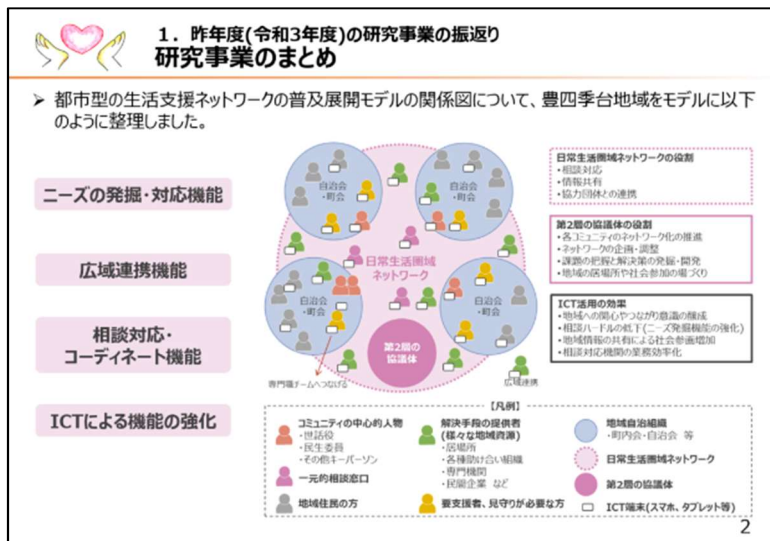 1．昨年度(令和3年度)の研究事業の振返り
研究事業のまとめ
➢ 都市型の生活支援ネットワークの普及展開モデルの関係図について、豊四季台地域をモデルに以下
のように整理しました。
ニーズの発掘・対応機能
広域連携機能
相談対応・
コーディネート機能
ICTによる機能の強化
自治会
・町会
自治会
・町会
日常生活圏域
ネットワーク
自治会
・町会
自治会
・町会
第2層の
協議体
専門職チームへつなげる
広域連携
日常生活圏域ネットワークの役割
・相談対応
・情報共有
・協力団体との連携
第2層の協議体の役割
・各コミュニティのネットワーク化の推進
・ネットワークの企画・調整
・課題の把握と解決策の発掘・開発
・地域の居場所や社会参加の場づくり
ICT活用の効果
・地域への関心やつながり意識の醸成
・相談ハードルの低下(ニーズ発掘機能の強化)
・地域情報の共有による社会参画増加
・相談対応機関の業務効率化
【凡例】
コミュニティの中心的人物
・世話役
・民生委員
・その他キーパーソン
一元的相談窓口
地域住民の方
解決手段の提供者
(様々な地域資源)
・居場所
・各種助け合い組織
・専門機関
・民間企業 など
要支援者、見守りが必要な方
地域自治組織
・町内会・自治会 等
日常生活圏域ネットワーク
第2層の協議体
ICT端末(スマホ、タブレット等)
2